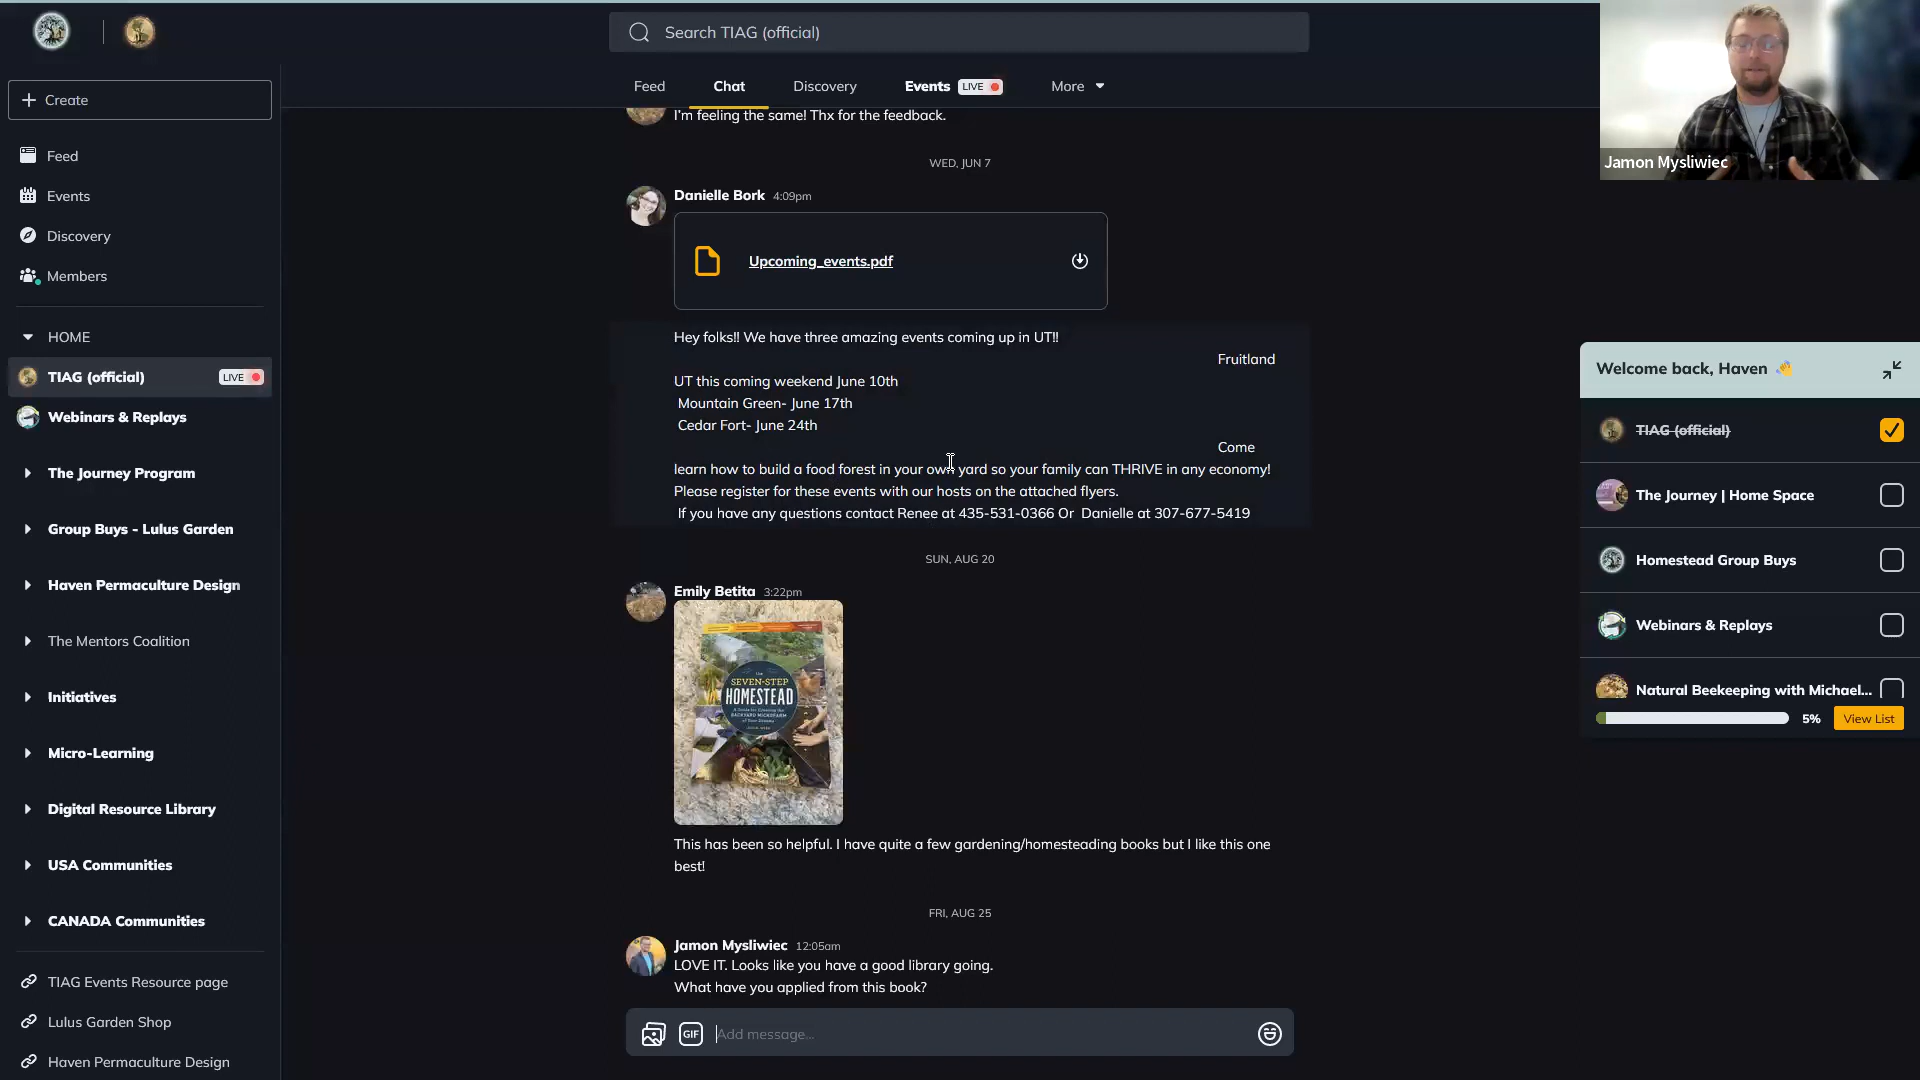 Search TIAG (official)
Create
Feed
Events
Discovery
Members
HOME
TIAG (official) LIVE
Webinars & Replays
The Journey Program
Group Buys - Lulus Garden
Haven Permaculture Design
The Mentors Coalition
Initiatives
Micro-Learning
Digital Resource Library
USA Communities
CANADA Communities
TIAG Events Resource page
Lulus Garden Shop
Haven Permaculture Design
Feed Chat Discovery Events LIVE More
I'm feeling the same! Thx for the feedback.
WED, JUN 7
Danielle Bork 4:09pm
Upcoming_events.pdf
Hey folks!! We have three amazing events coming up in UT!!
Fruitland
UT this coming weekend June 10th
Mountain Green- June 17th
Cedar Fort- June 24th
Come
learn how to build a food forest in your own yard so your family can THRIVE in any economy!
Please register for these events with our hosts on the attached flyers.
If you have any questions contact Renee at 435-531-0366 Or Danielle at 307-677-5419
SUN, AUG 20
Emily Betita 3:22pm
the
SEVEN-STEP
HOMESTEAD
This has been so helpful. I have quite a few gardening/homesteading books but I like this one
best!
FRI, AUG 25
Jamon Mysliwiec 12:05am
LOVE IT. Looks like you have a good library going.
What have you applied from this book?
GIF Add message...
Jamon Mysliwiec
Welcome back, Haven
TIAG (official)
The Journey | Home Space
Homestead Group Buys
Webinars & Replays
Natural Beekeeping with Michael...
5% View List